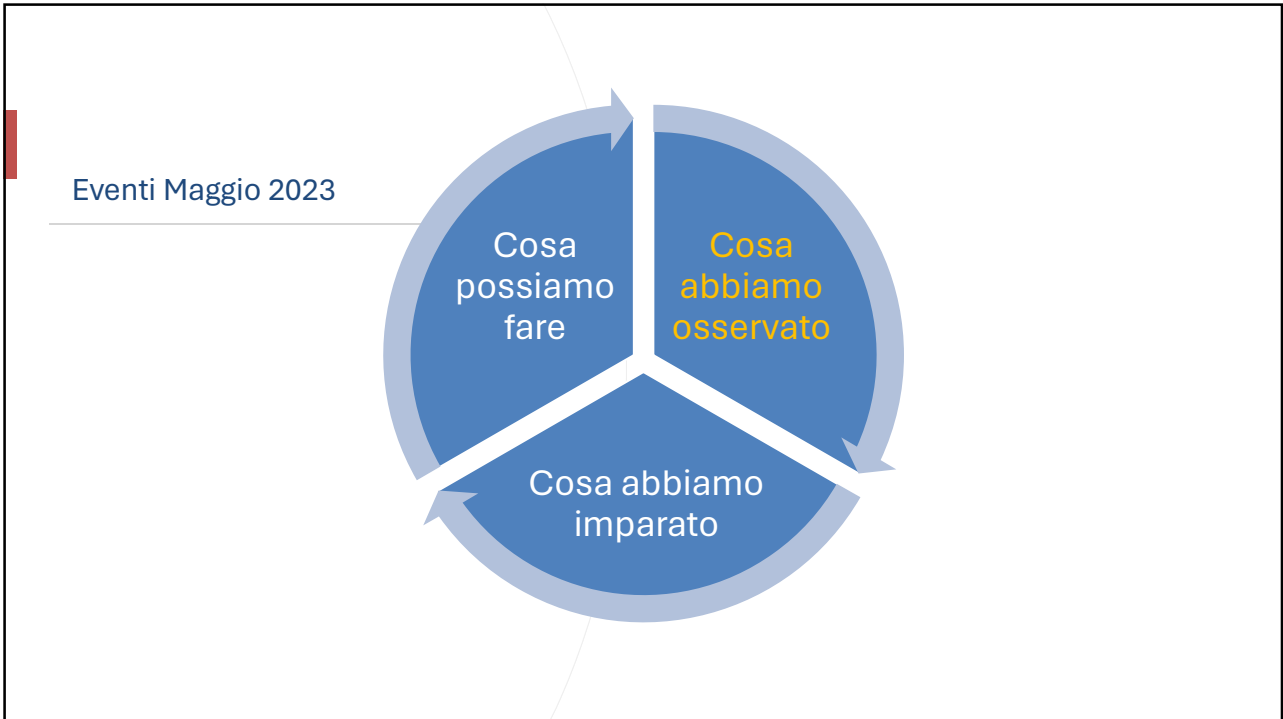 Eventi Maggio 2023
Cosa
possiamo
fare
Cosa
abbiamo
osservato
Cosa abbiamo
imparato